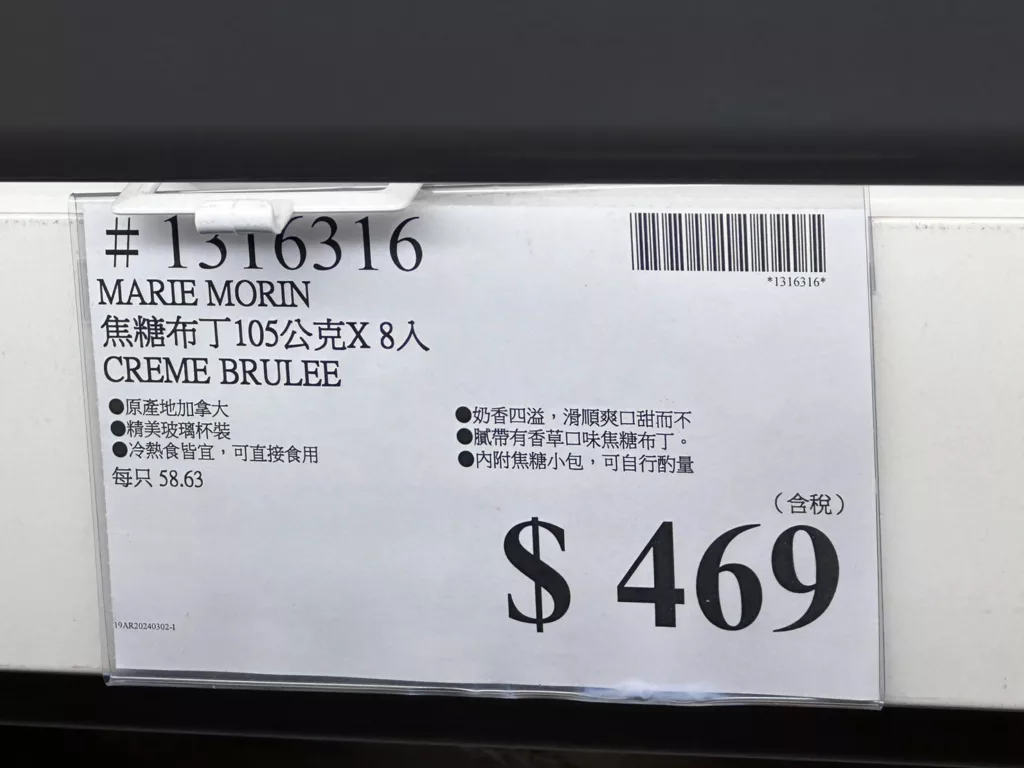 # 1316316
*1316316*
MARIE MORIN
焦糖布丁105公克X 8入
CREME BRULEE
●原產地加拿大
●精美玻璃杯裝
●冷熱食皆宜，可直接食用
每只 58.63
●奶香四溢，滑順爽口甜而不
●膩帶有香草口味焦糖布丁。
●內附焦糖小包，可自行酌量
（含稅）
$ 469
19AR20240302-1